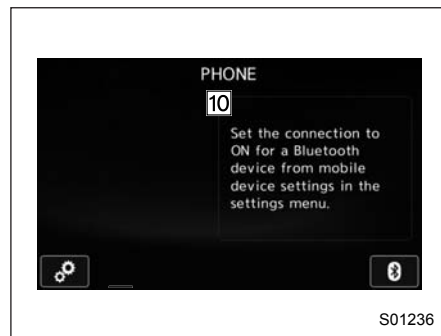 PHONE
10
Set the connection to
ON for a Bluetooth
device from mobile
device settings in the
settings menu.
S01236